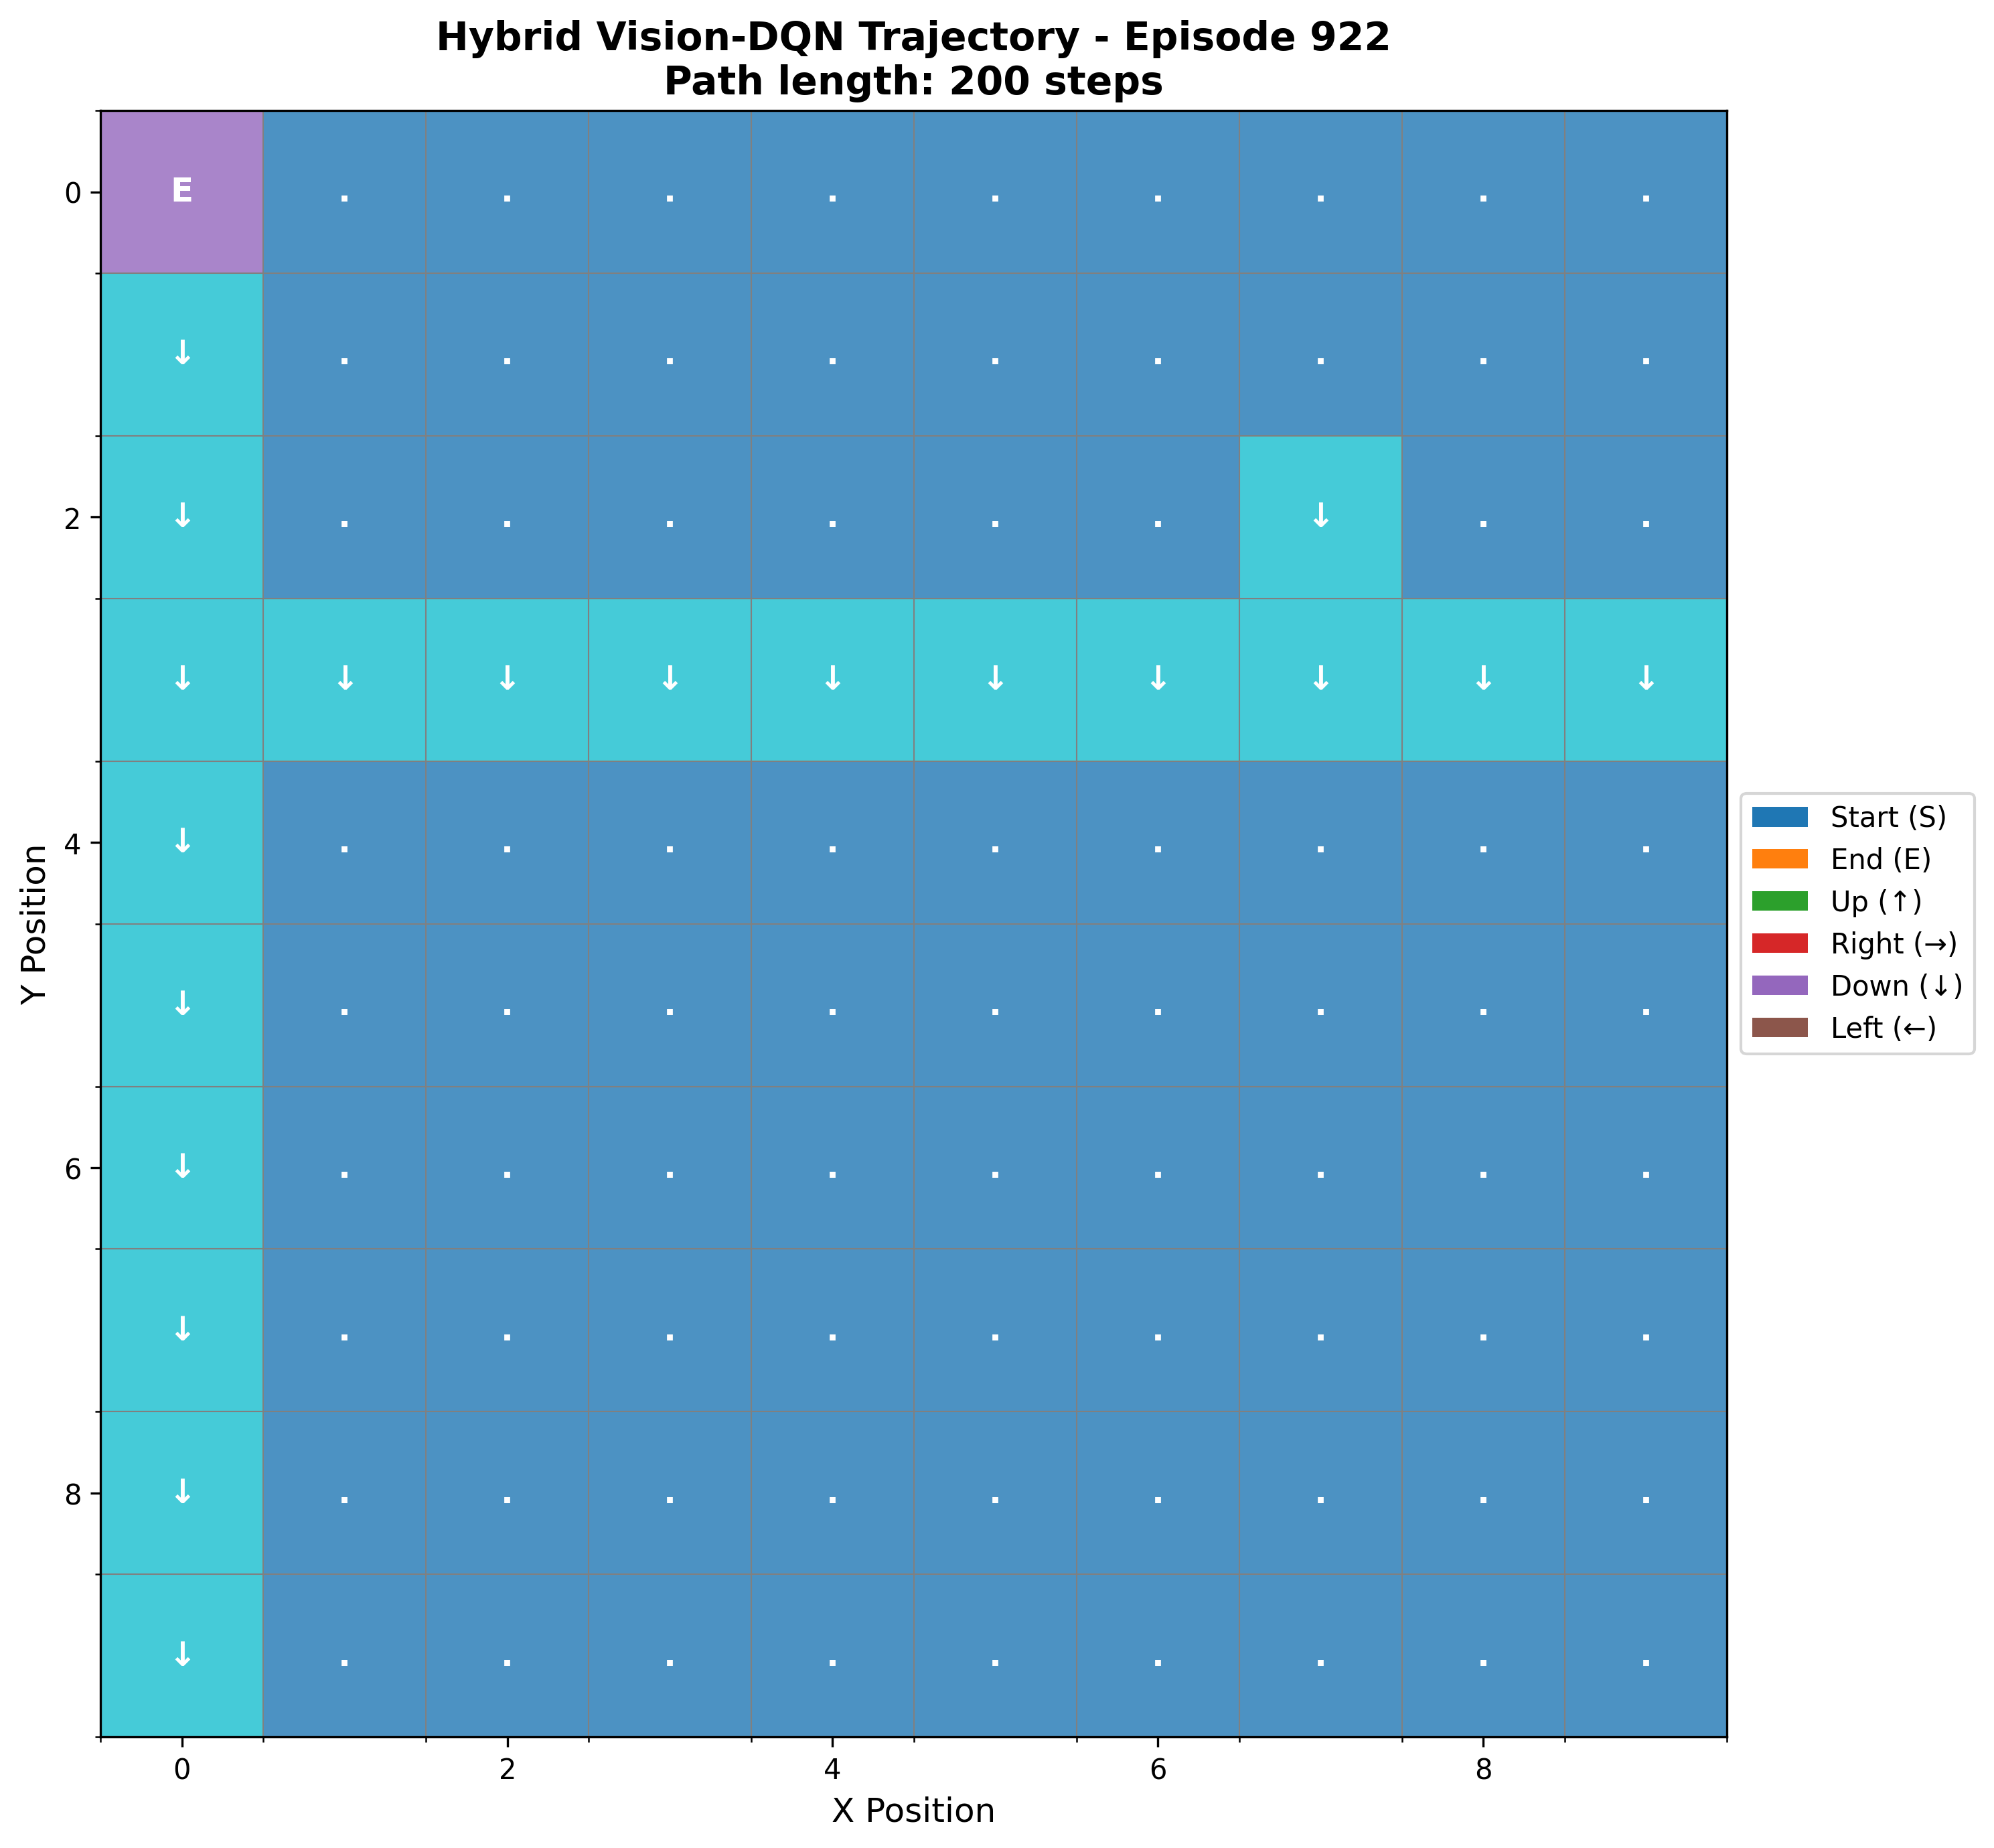 Hybrid Vision-DQN Trajectory - Episode 922
Path length: 200 steps
0 E . . . . . . . . .
↓ . . . . . . . . .
2 ↓ . . . . . . ↓ . .
↓ ↓ ↓ ↓ ↓ ↓ ↓ ↓ ↓ ↓
4 ↓ . . . . . . . . .
↓ . . . . . . . . .
6 ↓ . . . . . . . . .
↓ . . . . . . . . .
8 ↓ . . . . . . . . .
↓ . . . . . . . . .
0 2 4 6 8
X Position
Y Position
Start (S)
End (E)
Up (↑)
Right (→)
Down (↓)
Left (←)